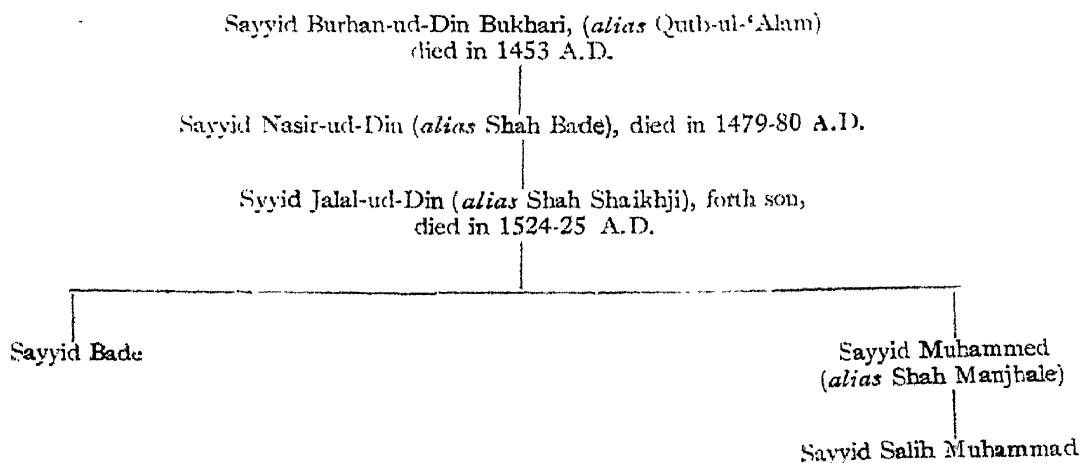 Sayyid Burhan-ud-Din Bukhari, (alias Qutb-ul-‘Alam)
died in 1453 A.D.
Sayyid Nasir-ud-Din (alias Shah Bade), died in 1479-80 A.D.
Syyid Jalal-ud-Din (alias Shah Shaikhji), forth son,
died in 1524-25 A.D.
Sayyid Bade
Sayyid Muhammed
(alias Shah Manjhale)
Sayyid Salih Muhammad